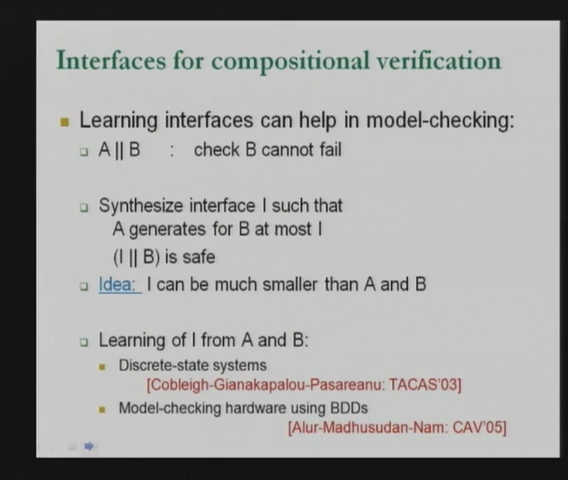 Interfaces for compositional verification
Learning interfaces can help in model-checking:
A || B : check B cannot fail
Synthesize interface I such that
A generates for B at most I
(I || B) is safe
Idea: I can be much smaller than A and B
Learning of I from A and B:
Discrete-state systems
[Cobleigh-Gianakapalou-Pasareanu: TACAS'03]
Model-checking hardware using BDDs
[Alur-Madhusudan-Nam: CAV'05]